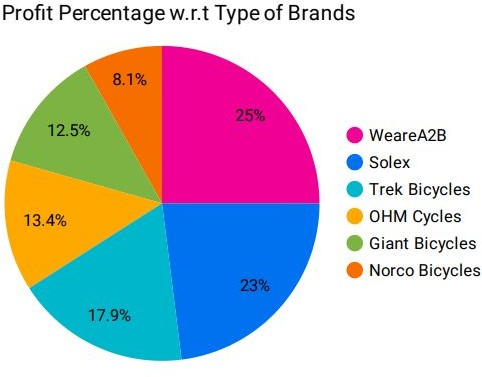 Profit Percentage w.r.t Type of Brands
8.1%
25%
12.5%
13.4%
17.9%
23%
WeareA2B
Solex
Trek Bicycles
OHM Cycles
Giant Bicycles
Norco Bicycles